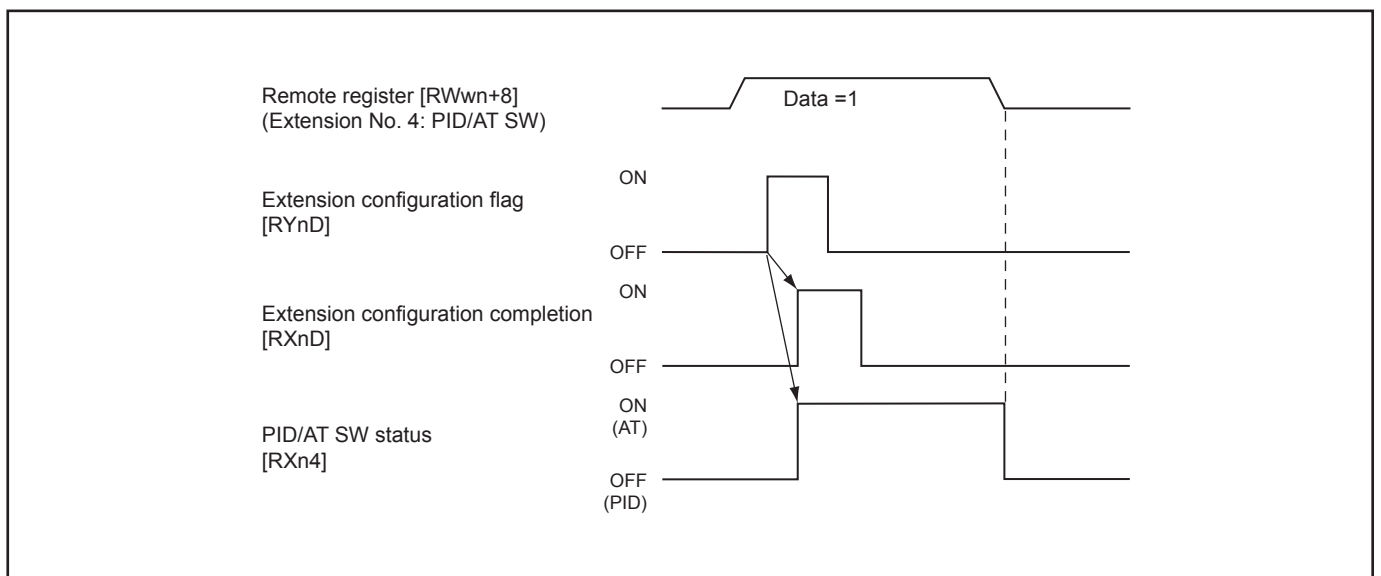 Remote register [RWwn+8]
(Extension No. 4: PID/AT SW)
Data =1
ON
Extension configuration flag
[RYnD]
OFF
ON
Extension configuration completion
[RXnD]
OFF
ON
(AT)
PID/AT SW status
[RXn4]
OFF
(PID)